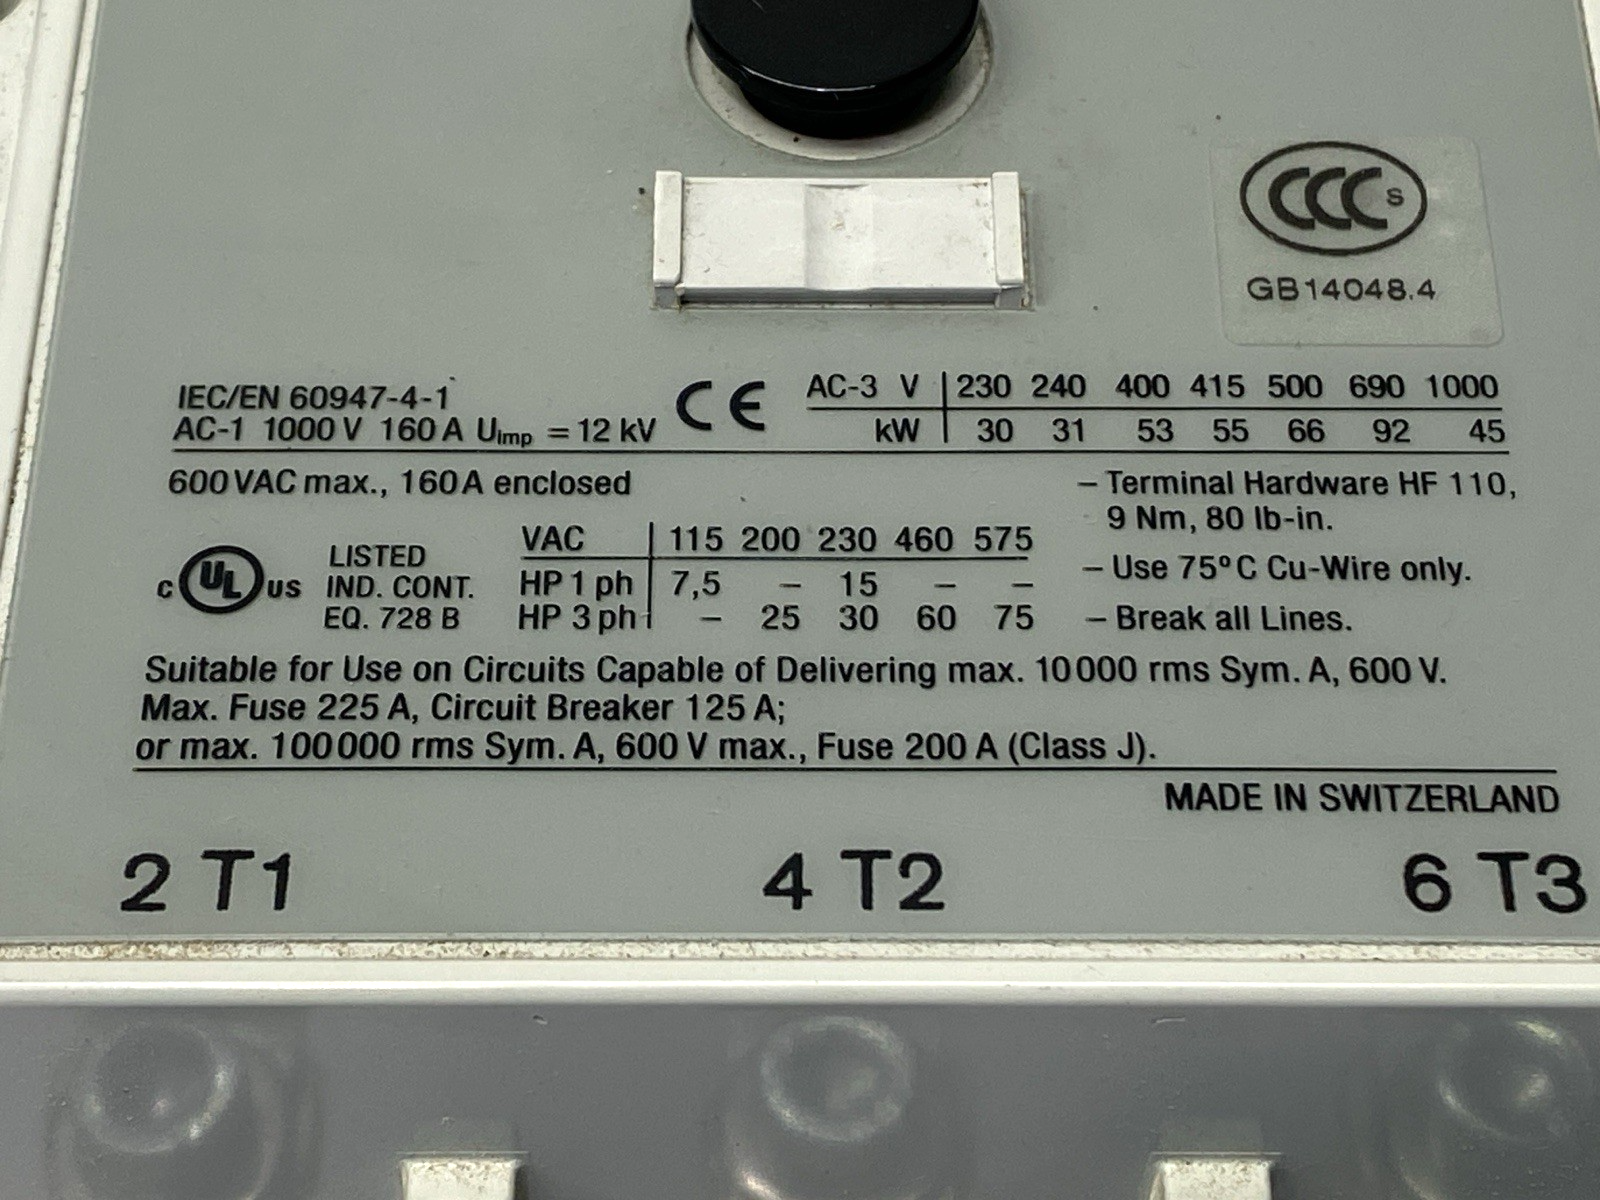 CCC S
GB14048.4
IEC/EN 60947-4-1
AC-1 1000 V 160 A Uimp = 12 kV
CE
AC-3 V 230 240 400 415 500 690 1000
kW 30 31 53 55 66 92 45
600 VAC max., 160 A enclosed
c UL us
LISTED
IND. CONT.
EQ. 728 B
VAC 115 200 230 460 575
HP 1 ph 7,5 – 15 – –
HP 3 ph – 25 30 60 75
– Terminal Hardware HF 110,
9 Nm, 80 lb-in.
– Use 75°C Cu-Wire only.
– Break all Lines.
Suitable for Use on Circuits Capable of Delivering max. 10 000 rms Sym. A, 600 V.
Max. Fuse 225 A, Circuit Breaker 125 A;
or max. 100 000 rms Sym. A, 600 V max., Fuse 200 A (Class J).
MADE IN SWITZERLAND
2 T1 4 T2 6 T3